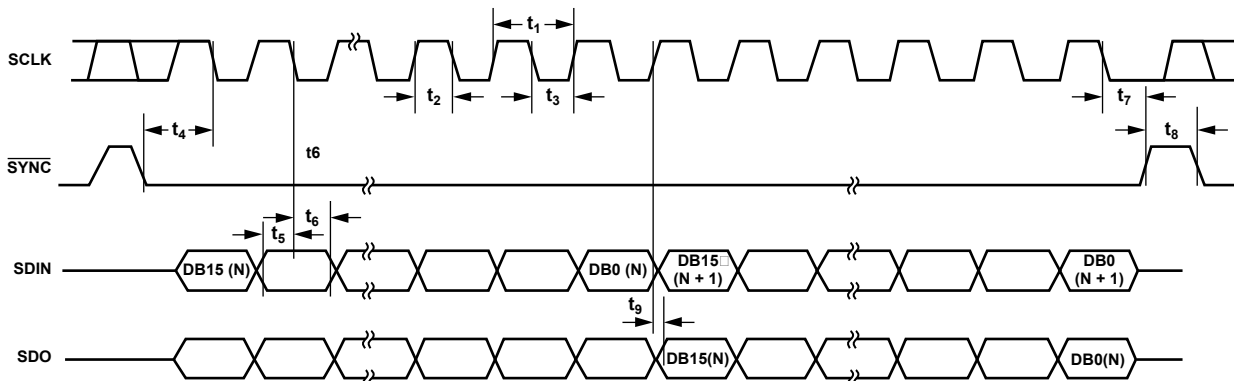 t1
SCLK
t2
t3
t7
t4
t8
t6
SYNC
t6
t5
SDIN
DB15 (N)
DB0 (N)
DB15□
(N + 1)
DB0
(N + 1)
t9
SDO
DB15(N)
DB0(N)